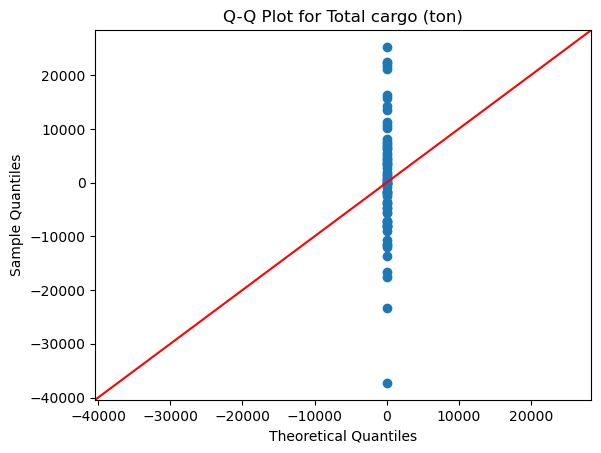 Q-Q Plot for Total cargo (ton)
20000
10000
0
−10000
−20000
−30000
−40000
Sample Quantiles
−40000 −30000 −20000 −10000 0 10000 20000
Theoretical Quantiles